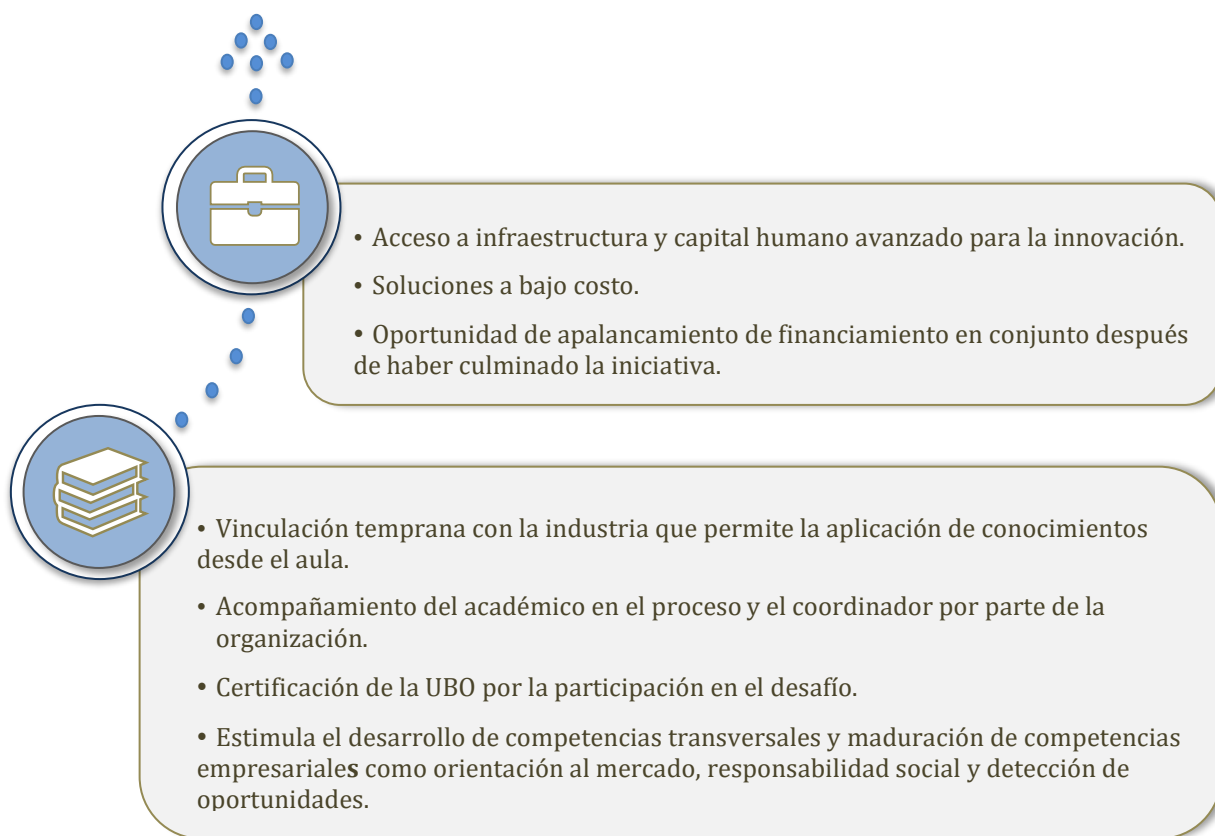 • Acceso a infraestructura y capital humano avanzado para la innovación.
• Soluciones a bajo costo.
• Oportunidad de apalancamiento de financiamiento en conjunto después
de haber culminado la iniciativa.
• Vinculación temprana con la industria que permite la aplicación de conocimientos
desde el aula.
• Acompañamiento del académico en el proceso y el coordinador por parte de la
organización.
• Certificación de la UBO por la participación en el desafío.
• Estimula el desarrollo de competencias transversales y maduración de competencias
empresariales como orientación al mercado, responsabilidad social y detección de
oportunidades.